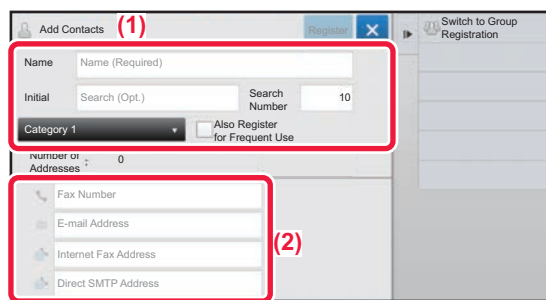 Add Contacts (1) Register Switch to Group
Registration
Name Name (Required)
Initial Search (Opt.) Search
Number 10
Category 1 Also Register
for Frequent Use
Number of
Addresses : 0
Fax Number
E-mail Address
(2)
Internet Fax Address
Direct SMTP Address